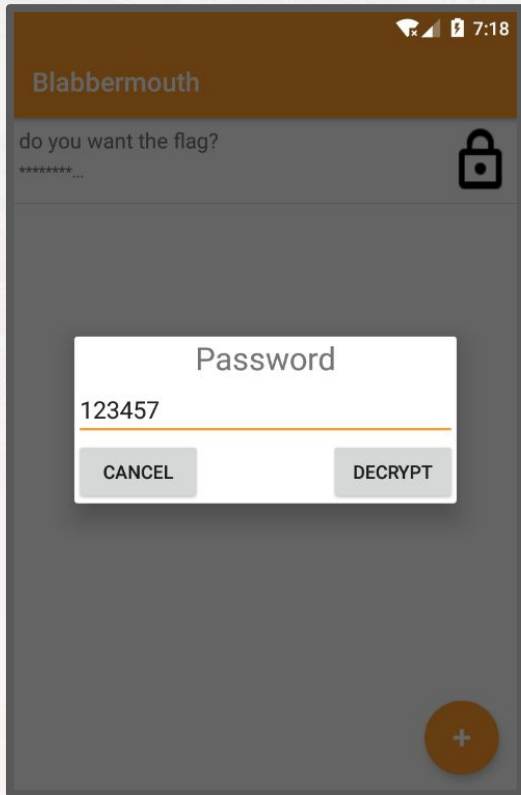 7:18
Blabbermouth
do you want the flag?
********...
Password
123457
CANCEL DECRYPT
+